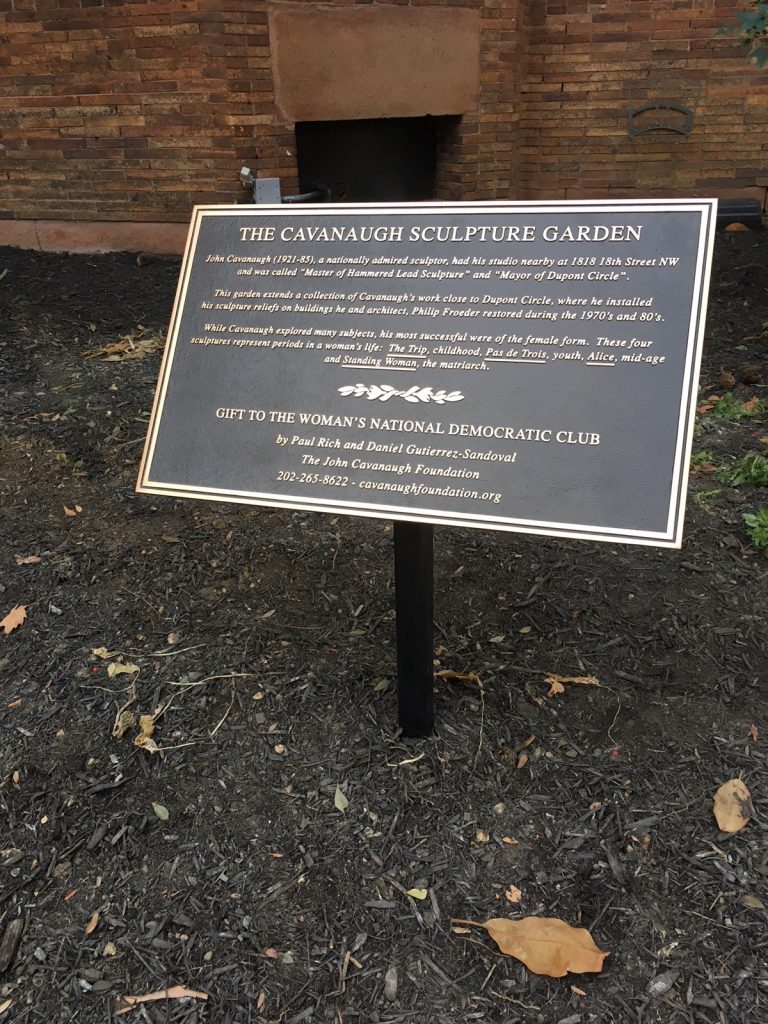 THE CAVANAUGH SCULPTURE GARDEN
John Cavanaugh (1921-85), a nationally admired sculptor, had his studio nearby at 1818 18th Street NW
and was called "Master of Hammered Lead Sculpture" and "Mayor of Dupont Circle".
This garden extends a collection of Cavanaugh's work close to Dupont Circle, where he installed
his sculpture reliefs on buildings he and architect, Philip Froeder restored during the 1970's and 80's.
While Cavanaugh explored many subjects, his most successful were of the female form. These four
sculptures represent periods in a woman's life: The Trip, childhood, Pas de Trois, youth, Alice, mid-age
and Standing Woman, the matriarch.
GIFT TO THE WOMAN'S NATIONAL DEMOCRATIC CLUB
by Paul Rich and Daniel Gutierrez-Sandoval
The John Cavanaugh Foundation
202-265-8622 - cavanaughfoundation.org